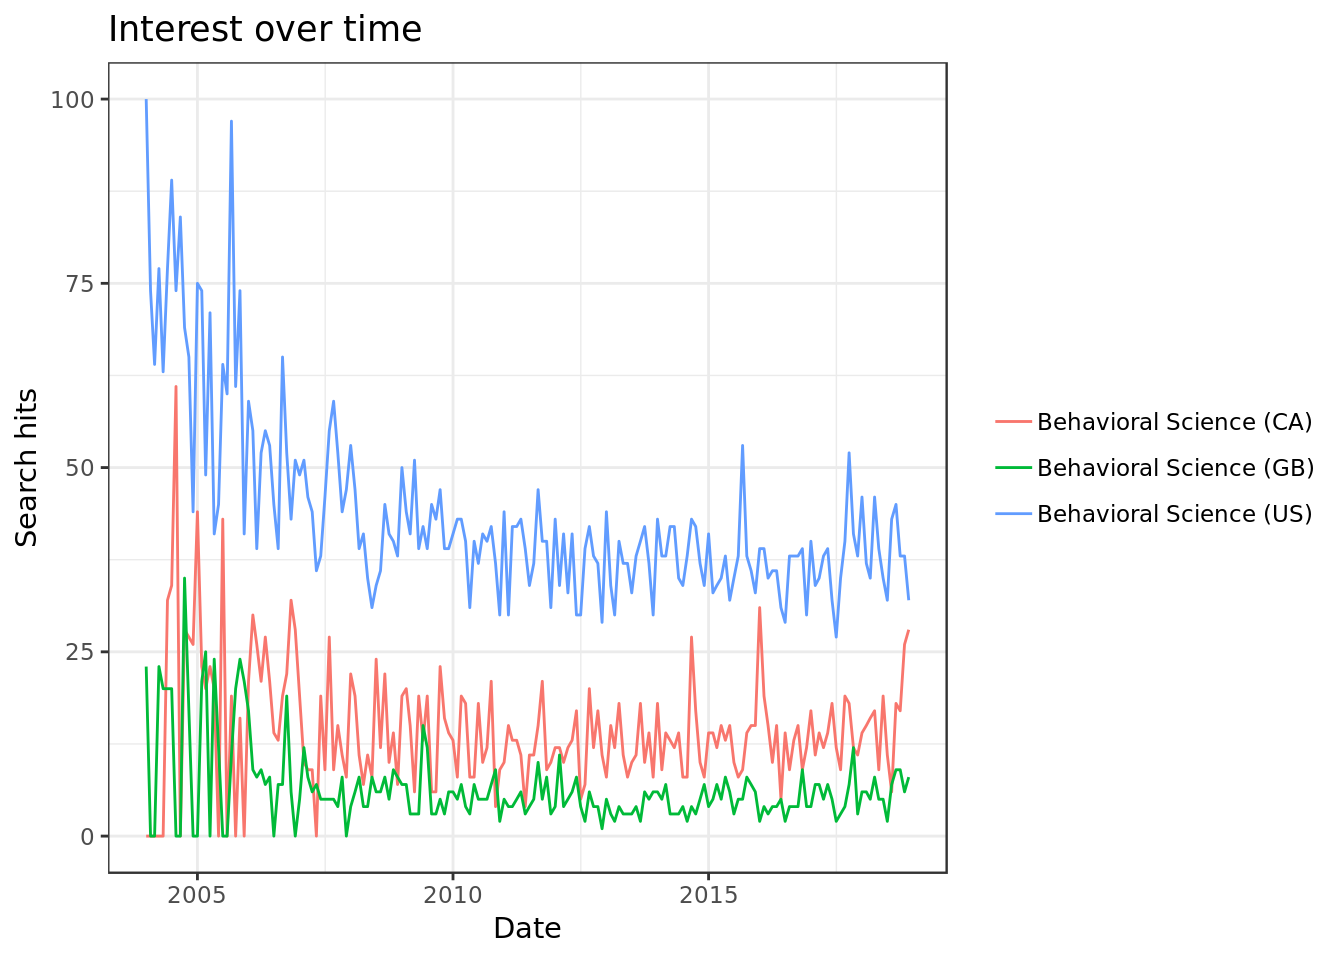 Interest over time
100
75
50
25
0
Search hits
2005 2010 2015
Date
Behavioral Science (CA)
Behavioral Science (GB)
Behavioral Science (US)